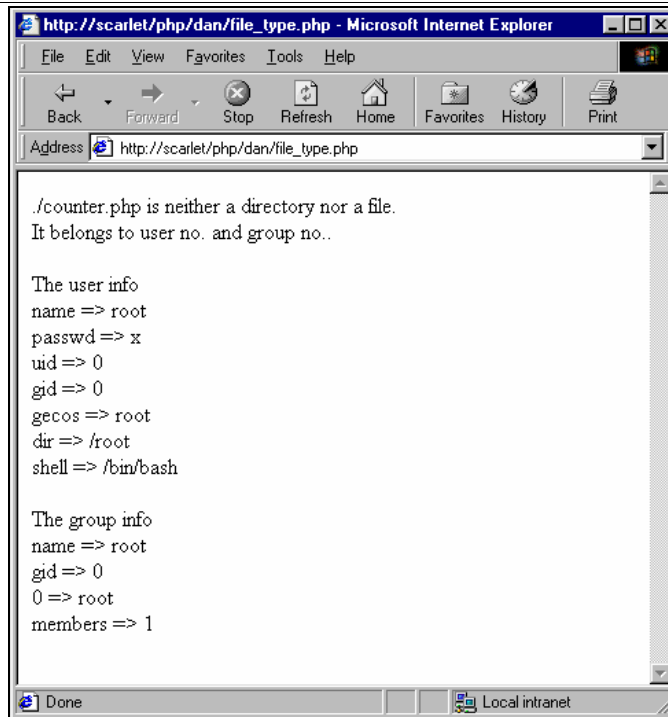 http://scarlet/php/dan/file_type.php - Microsoft Internet Explorer
File Edit View Favorites Tools Help
Back Forward Stop Refresh Home Favorites History Print
Address http://scarlet/php/dan/file_type.php
./counter.php is neither a directory nor a file.
It belongs to user no. and group no..
The user info
name => root
passwd => x
uid => 0
gid => 0
gecos => root
dir => /root
shell => /bin/bash
The group info
name => root
gid => 0
0 => root
members => 1
Done Local intranet